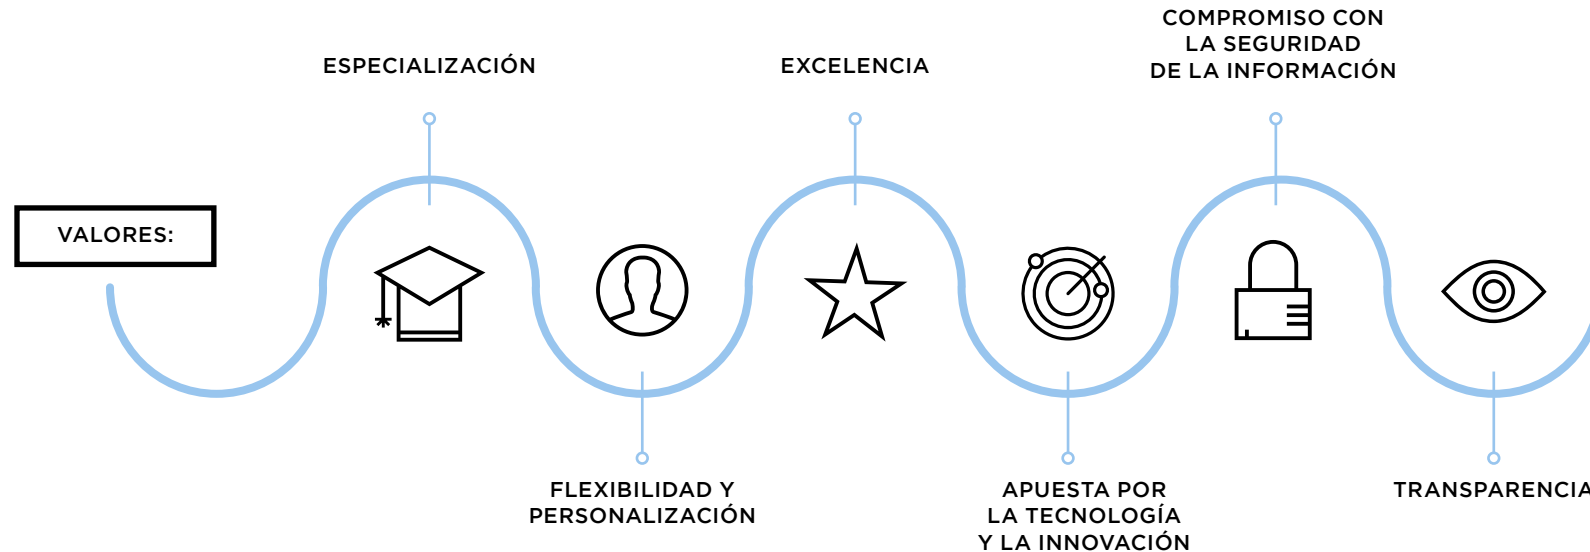 VALORES:
ESPECIALIZACIÓN
FLEXIBILIDAD Y
PERSONALIZACIÓN
EXCELENCIA
APUESTA POR
LA TECNOLOGÍA
Y LA INNOVACIÓN
COMPROMISO CON
LA SEGURIDAD
DE LA INFORMACIÓN
TRANSPARENCIA